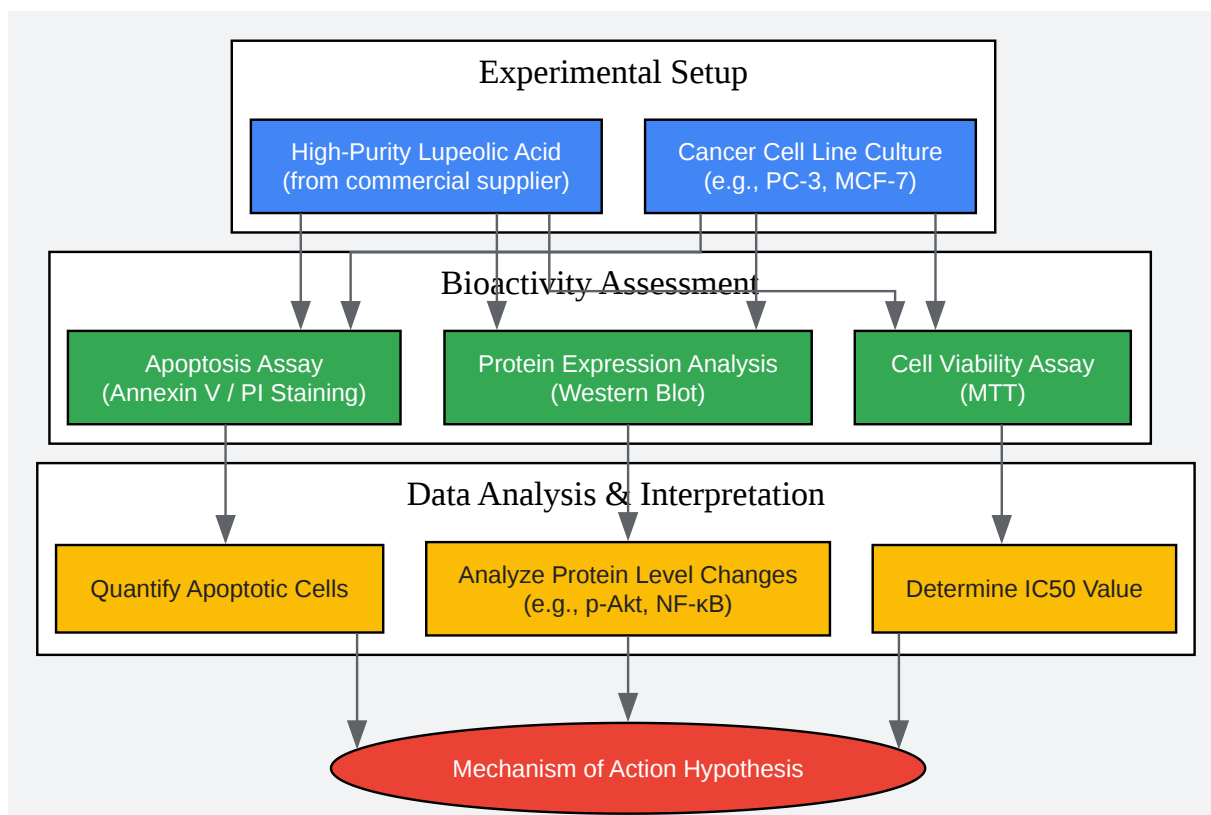 Experimental Setup
High-Purity Lupeolic Acid
(from commercial supplier)
Cancer Cell Line Culture
(e.g., PC-3, MCF-7)
Bioactivity Assessment
Apoptosis Assay
(Annexin V / PI Staining)
Protein Expression Analysis
(Western Blot)
Cell Viability Assay
(MTT)
Data Analysis & Interpretation
Quantify Apoptotic Cells
Analyze Protein Level Changes
(e.g., p-Akt, NF-κB)
Determine IC50 Value
Mechanism of Action Hypothesis